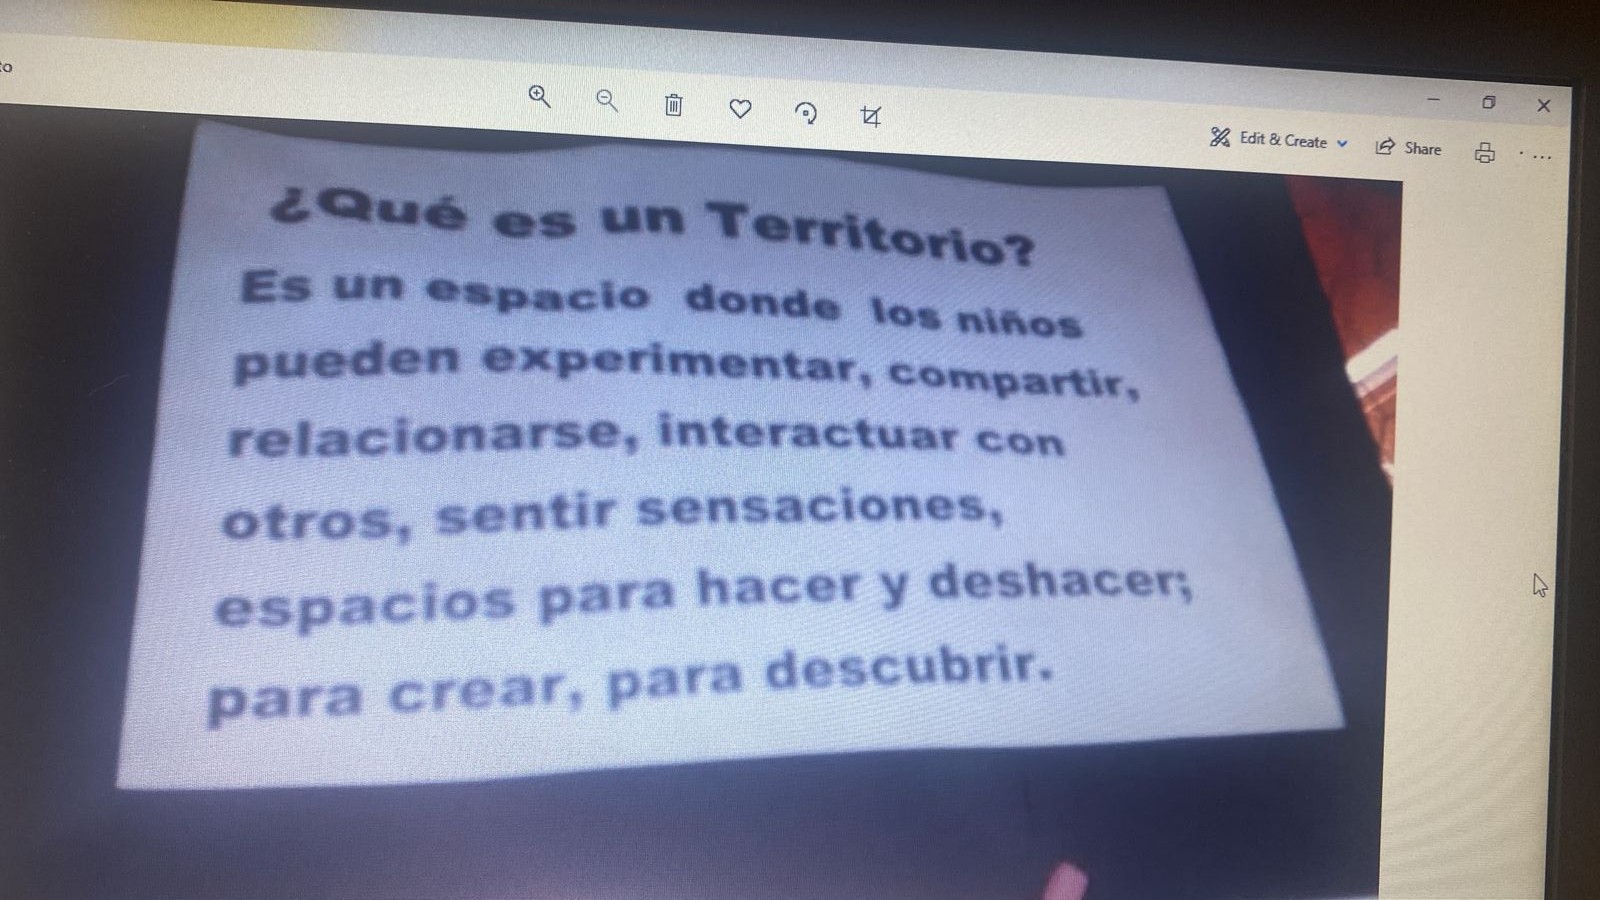 to
Edit & Create
Share
¿Qué es un Territorio?
Es un espacio donde los niños
pueden experimentar, compartir,
relacionarse, interactuar con
otros, sentir sensaciones,
espacios para hacer y deshacer;
para crear, para descubrir.